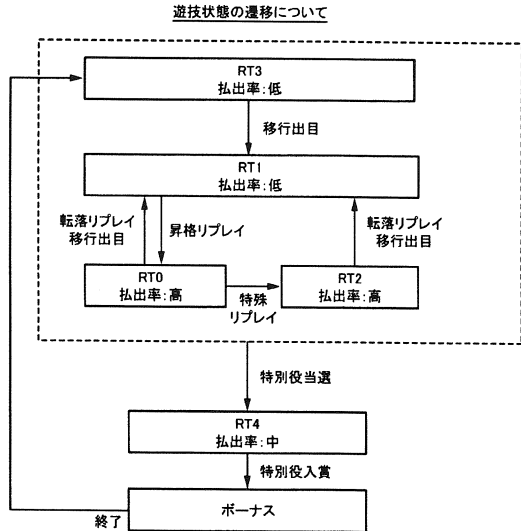 遊技状態の遷移について
RT3
払出率:低
移行出目
RT1
払出率:低
転落リプレイ
移行出目
昇格リプレイ
転落リプレイ
移行出目
RT0
払出率:高
特殊
リプレイ
RT2
払出率:高
特別役当選
RT4
払出率:中
特別役入賞
ボーナス
終了